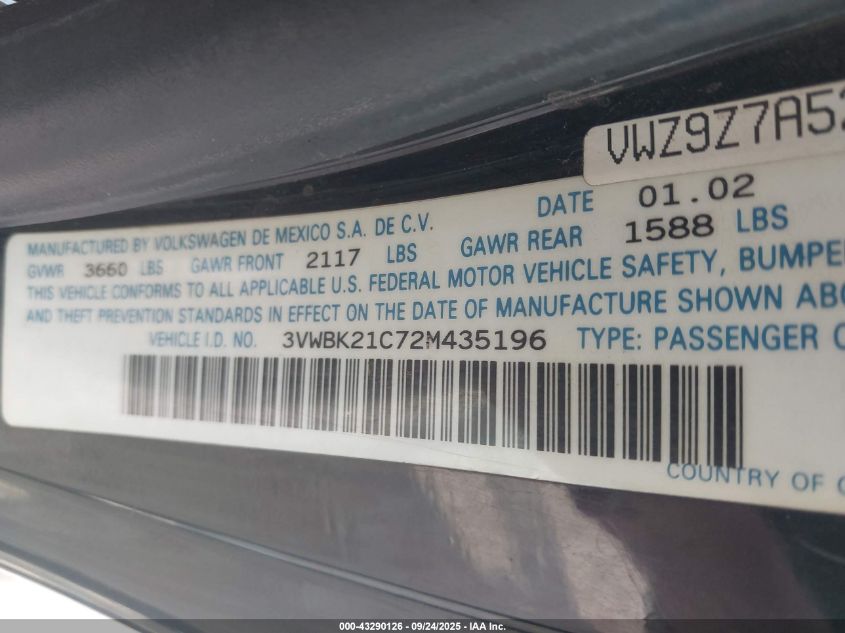 VWZ9Z7A5
MANUFACTURED BY VOLKSWAGEN DE MEXICO S.A. DE C.V. DATE 01.02
GVWR 3660 LBS GAWR FRONT 2117 LBS GAWR REAR 1588 LBS
THIS VEHICLE CONFORMS TO ALL APPLICABLE U.S. FEDERAL MOTOR VEHICLE SAFETY, BUMPE
AND THEFT PREVENTION STANDARDS IN EFFECT ON THE DATE OF MANUFACTURE SHOWN ABO
VEHICLE I.D. NO. 3VWBK21C72M435196 TYPE: PASSENGER C
COUNTRY OF
000-43290126 - 09/24/2025 - IAA Inc.